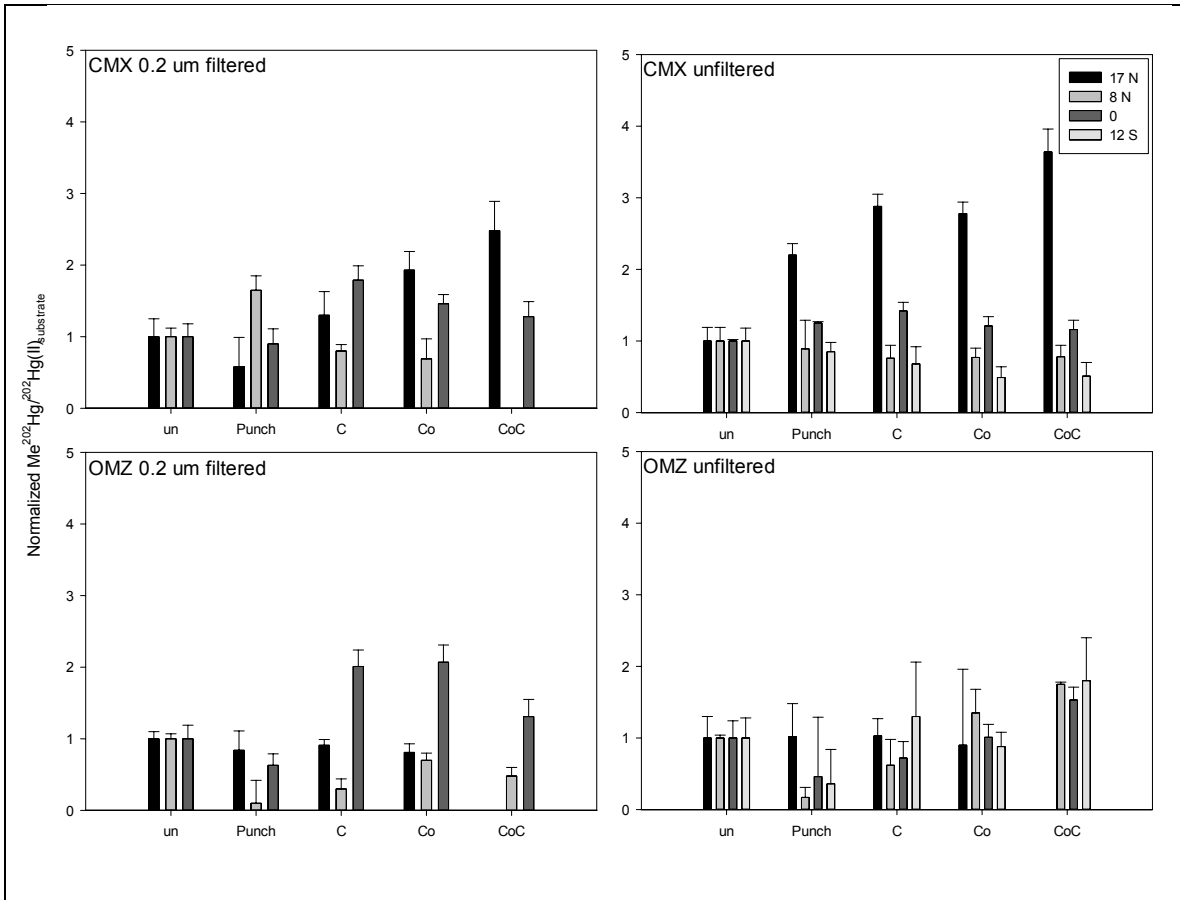 Normalized Me²⁰²Hg/²⁰²Hg(II)substrate
CMX 0.2 um filtered
5
4
3
2
1
0
un Punch C Co CoC
CMX unfiltered
17 N
8 N
0
12 S
5
4
3
2
1
0
un Punch C Co CoC
OMZ 0.2 um filtered
5
4
3
2
1
0
un Punch C Co CoC
OMZ unfiltered
5
4
3
2
1
0
un Punch C Co CoC